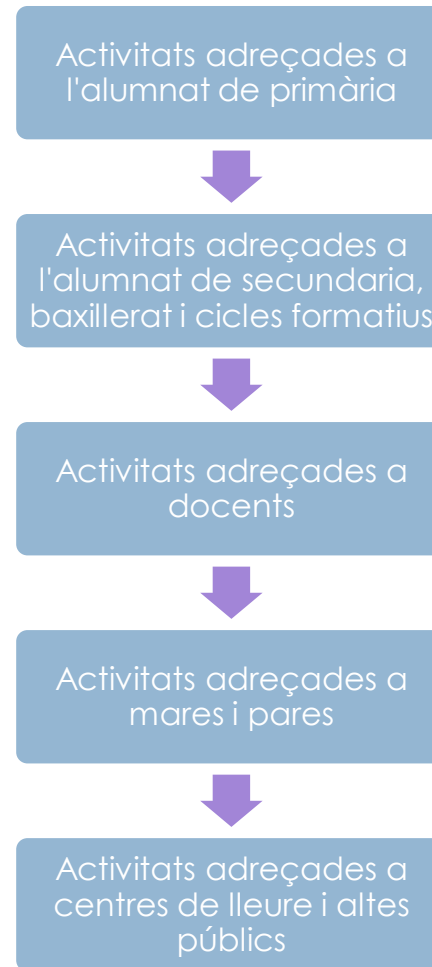 Activitats adreçades a
l'alumnat de primària
Activitats adreçades a
l'alumnat de secundaria,
baxillerat i cicles formatius
Activitats adreçades a
docents
Activitats adreçades a
mares i pares
Activitats adreçades a
centres de lleure i altes
públics